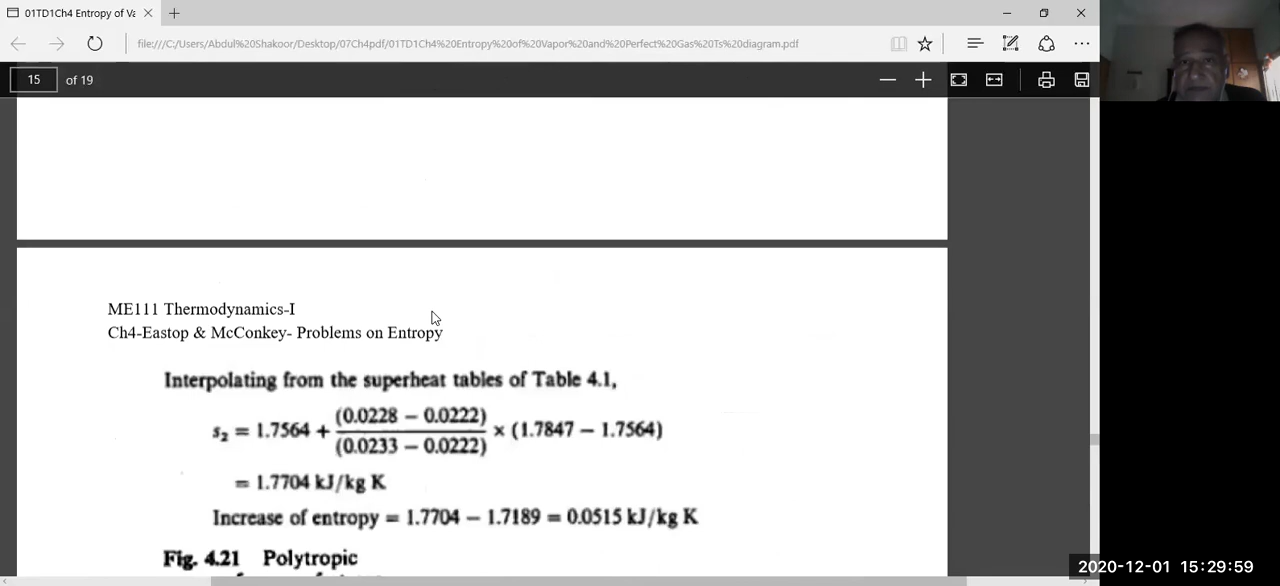 01TD1Ch4 Entropy of Va
file:///C:/Users/Abdul%20Shakoor/Desktop/07Ch4pdf/01TD1Ch4%20Entropy%20of%20Vapor%20and%20Perfect%20Gas%20Ts%20diagram.pdf
15 of 19
ME111 Thermodynamics-I
Ch4-Eastop & McConkey- Problems on Entropy
Interpolating from the superheat tables of Table 4.1,
s₂ = 1.7564 + (0.0228 − 0.0222) / (0.0233 − 0.0222) × (1.7847 − 1.7564)
= 1.7704 kJ/kg K
Increase of entropy = 1.7704 − 1.7189 = 0.0515 kJ/kg K
Fig. 4.21 Polytropic
2020-12-01 15:29:59